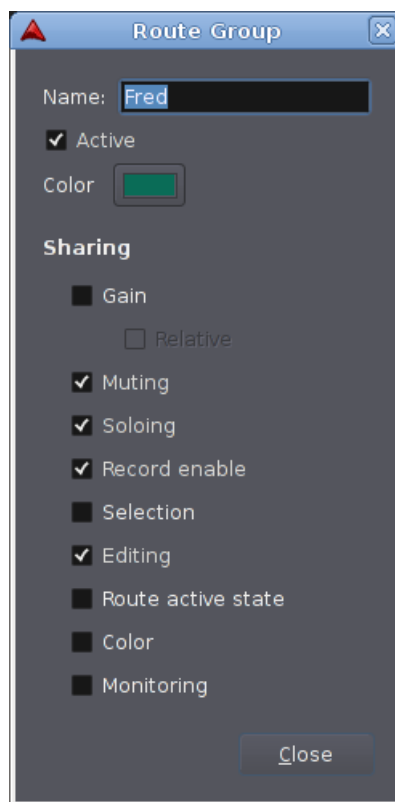 Route Group
Name: Fred
Active
Color
Sharing
Gain
Relative
Muting
Soloing
Record enable
Selection
Editing
Route active state
Color
Monitoring
Close